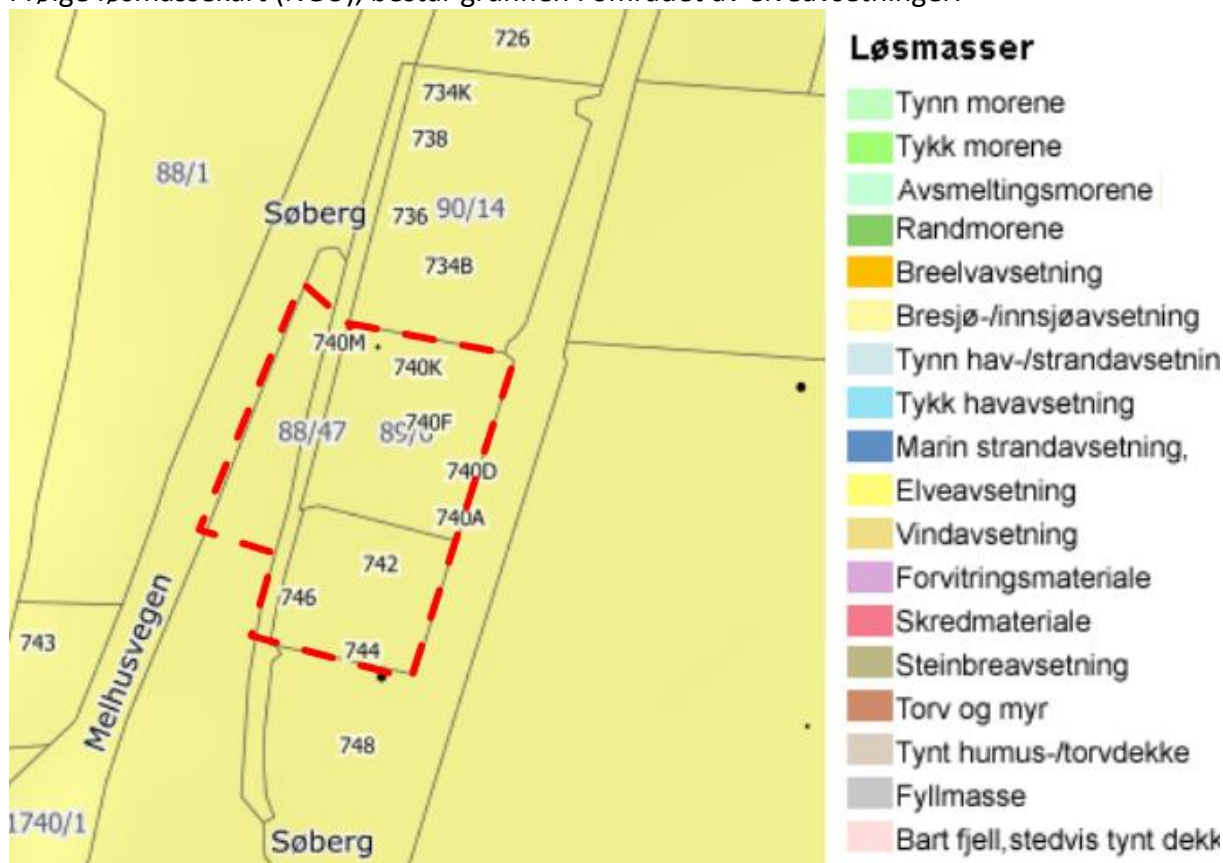 løsmassekart (NGU), består grunnen i området av elveavsetninger.
726
734K
738
88/1
Søberg
736
90/14
734B
740M
740K
88/47
740F
740D
740A
742
746
743
744
Melhusvegen
748
1740/1
Søberg
Løsmasser
Tynn morene
Tykk morene
Avsmeltingsmorene
Randmorene
Breelvavsetning
Bresjø-/innsjøavsetning
Tynn hav-/strandavsetnin
Tykk havavsetning
Marin strandavsetning,
Elveavsetning
Vindavsetning
Forvitringsmateriale
Skredmateriale
Steinbreavsetning
Torv og myr
Tynt humus-/torvdekke
Fyllmasse
Bart fjell,stedvis tynt dekk